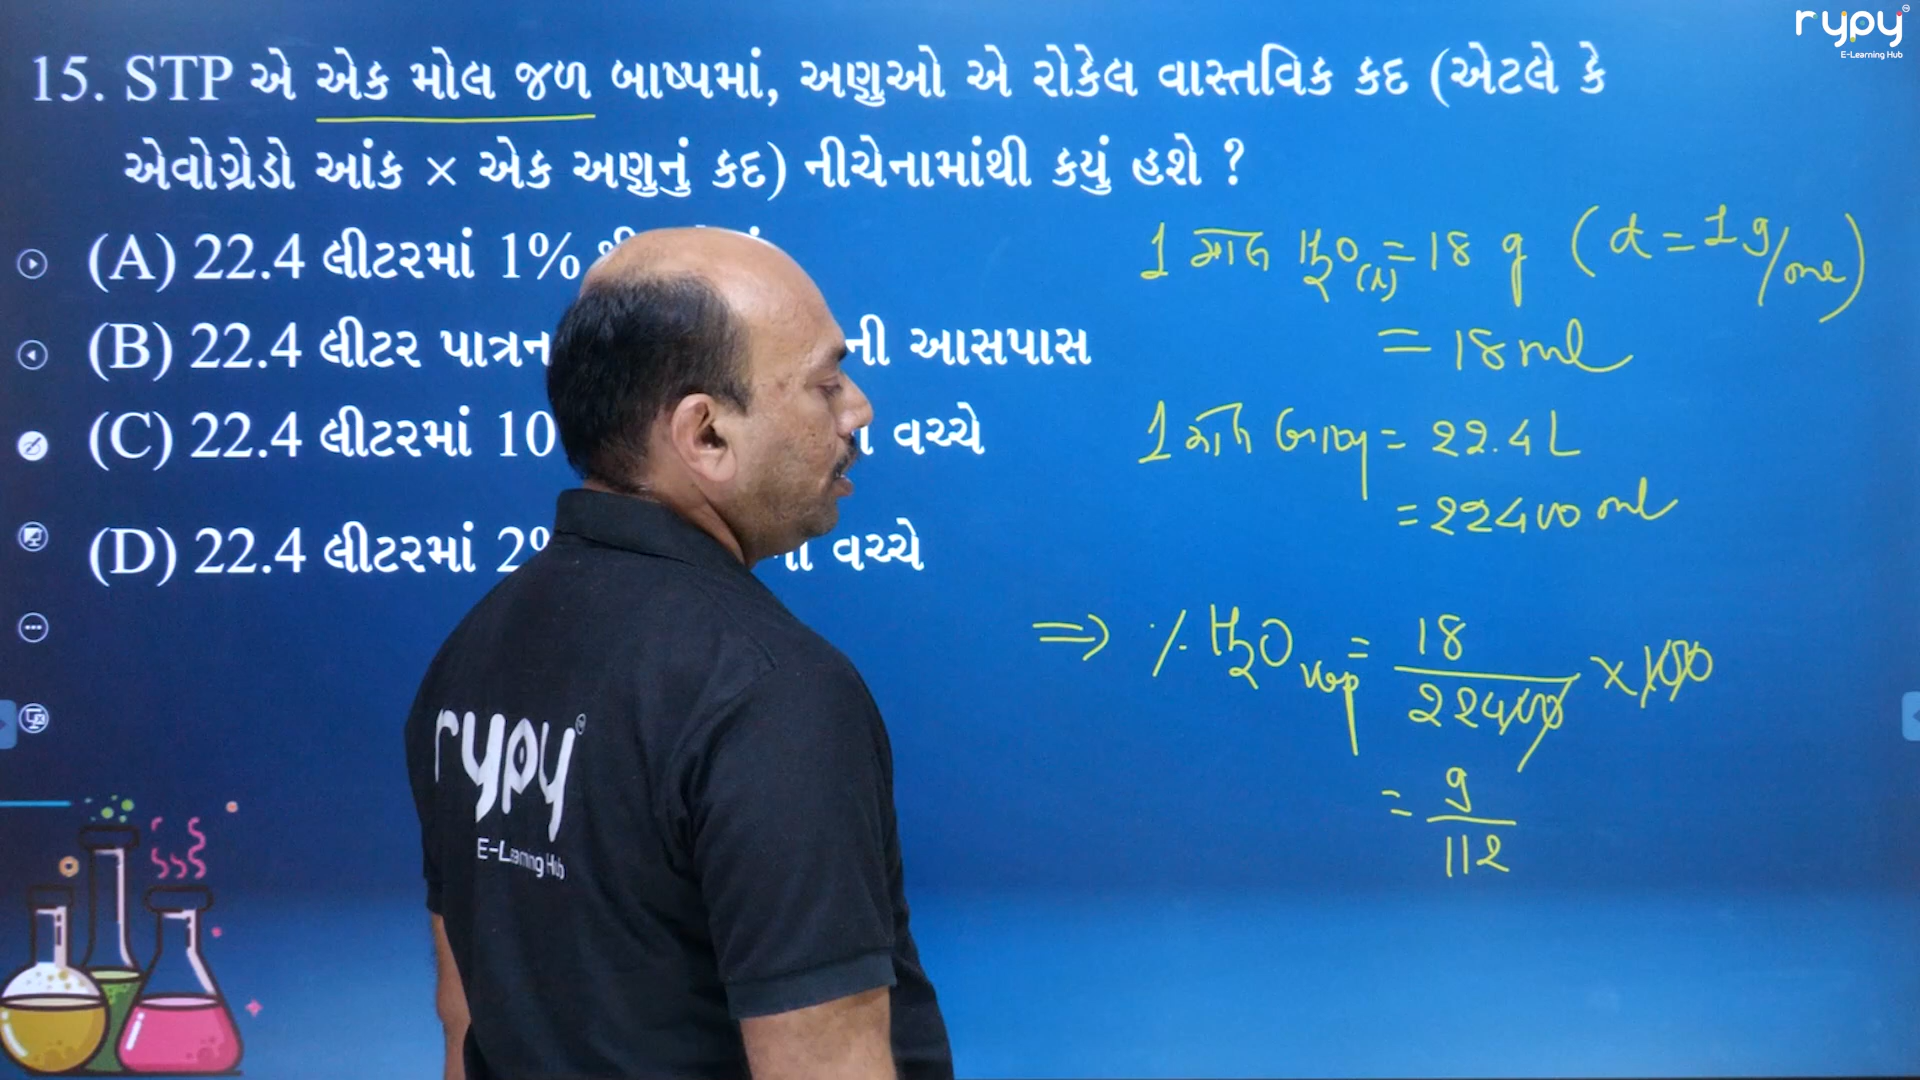 rypy
E-Learning Hub
15. STP એ એક મોલ જળ બાષ્પમાં, અણુઓ એ રોકેલ વાસ્તવિક કદ (એટલે કે
એવોગ્રેડો આંક × એક અણુનું કદ) નીચેનામાંથી કયું હશે ?
(A) 22.4 લીટરમાં 1%
(B) 22.4 લીટર ની આસપાસ
(C) 22.4 લીટરમાં 10 વચ્ચે
(D) 22.4 લીટરમાં 2% વચ્ચે
1 મોલ H₂O(l) = 18 g (d = 1 g/ml)
= 18 ml
1 મોલ વાયુ = 22.4 L
= 22400 ml
⇒ % H₂O vap = 18/22400 × 100
= 9/112
rypy
E-Learning Hub